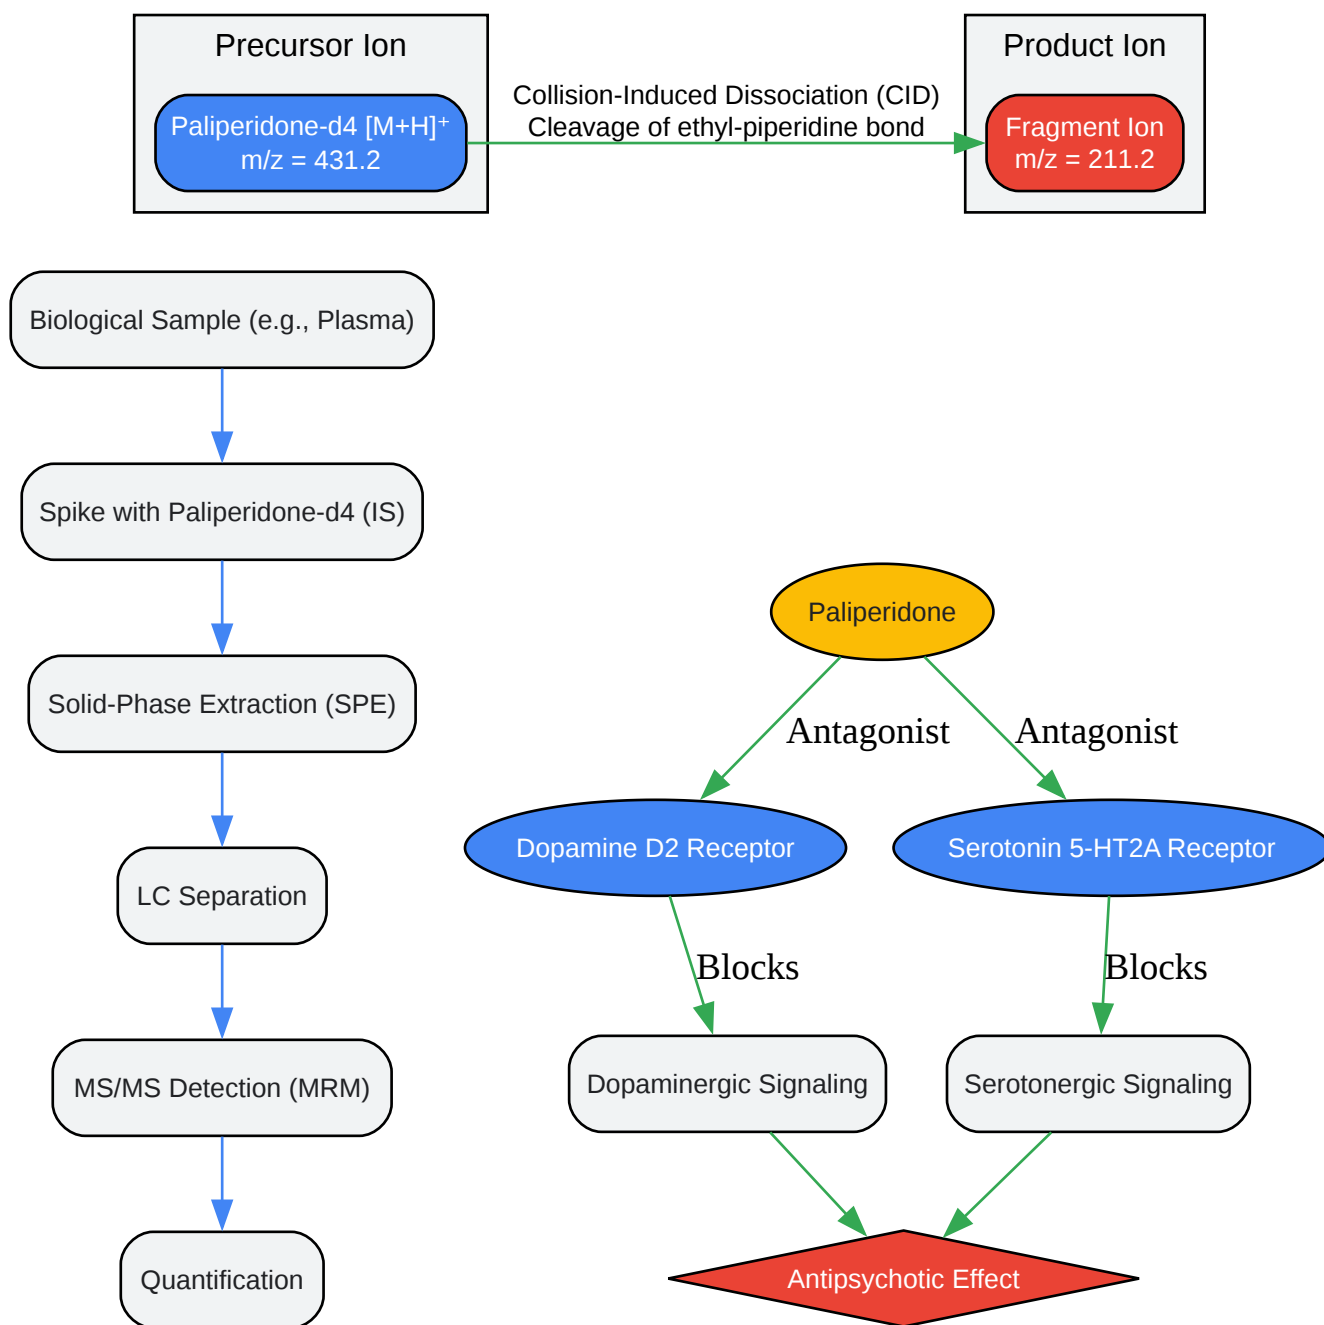 Precursor Ion
Product Ion
Collision-Induced Dissociation (CID)
Cleavage of ethyl-piperidine bond
Paliperidone-d4 [M+H]⁺
m/z = 431.2
Fragment Ion
m/z = 211.2
Biological Sample (e.g., Plasma)
Spike with Paliperidone-d4 (IS)
Solid-Phase Extraction (SPE)
LC Separation
MS/MS Detection (MRM)
Quantification
Paliperidone
Antagonist
Antagonist
Dopamine D2 Receptor
Serotonin 5-HT2A Receptor
Blocks
Blocks
Dopaminergic Signaling
Serotonergic Signaling
Antipsychotic Effect